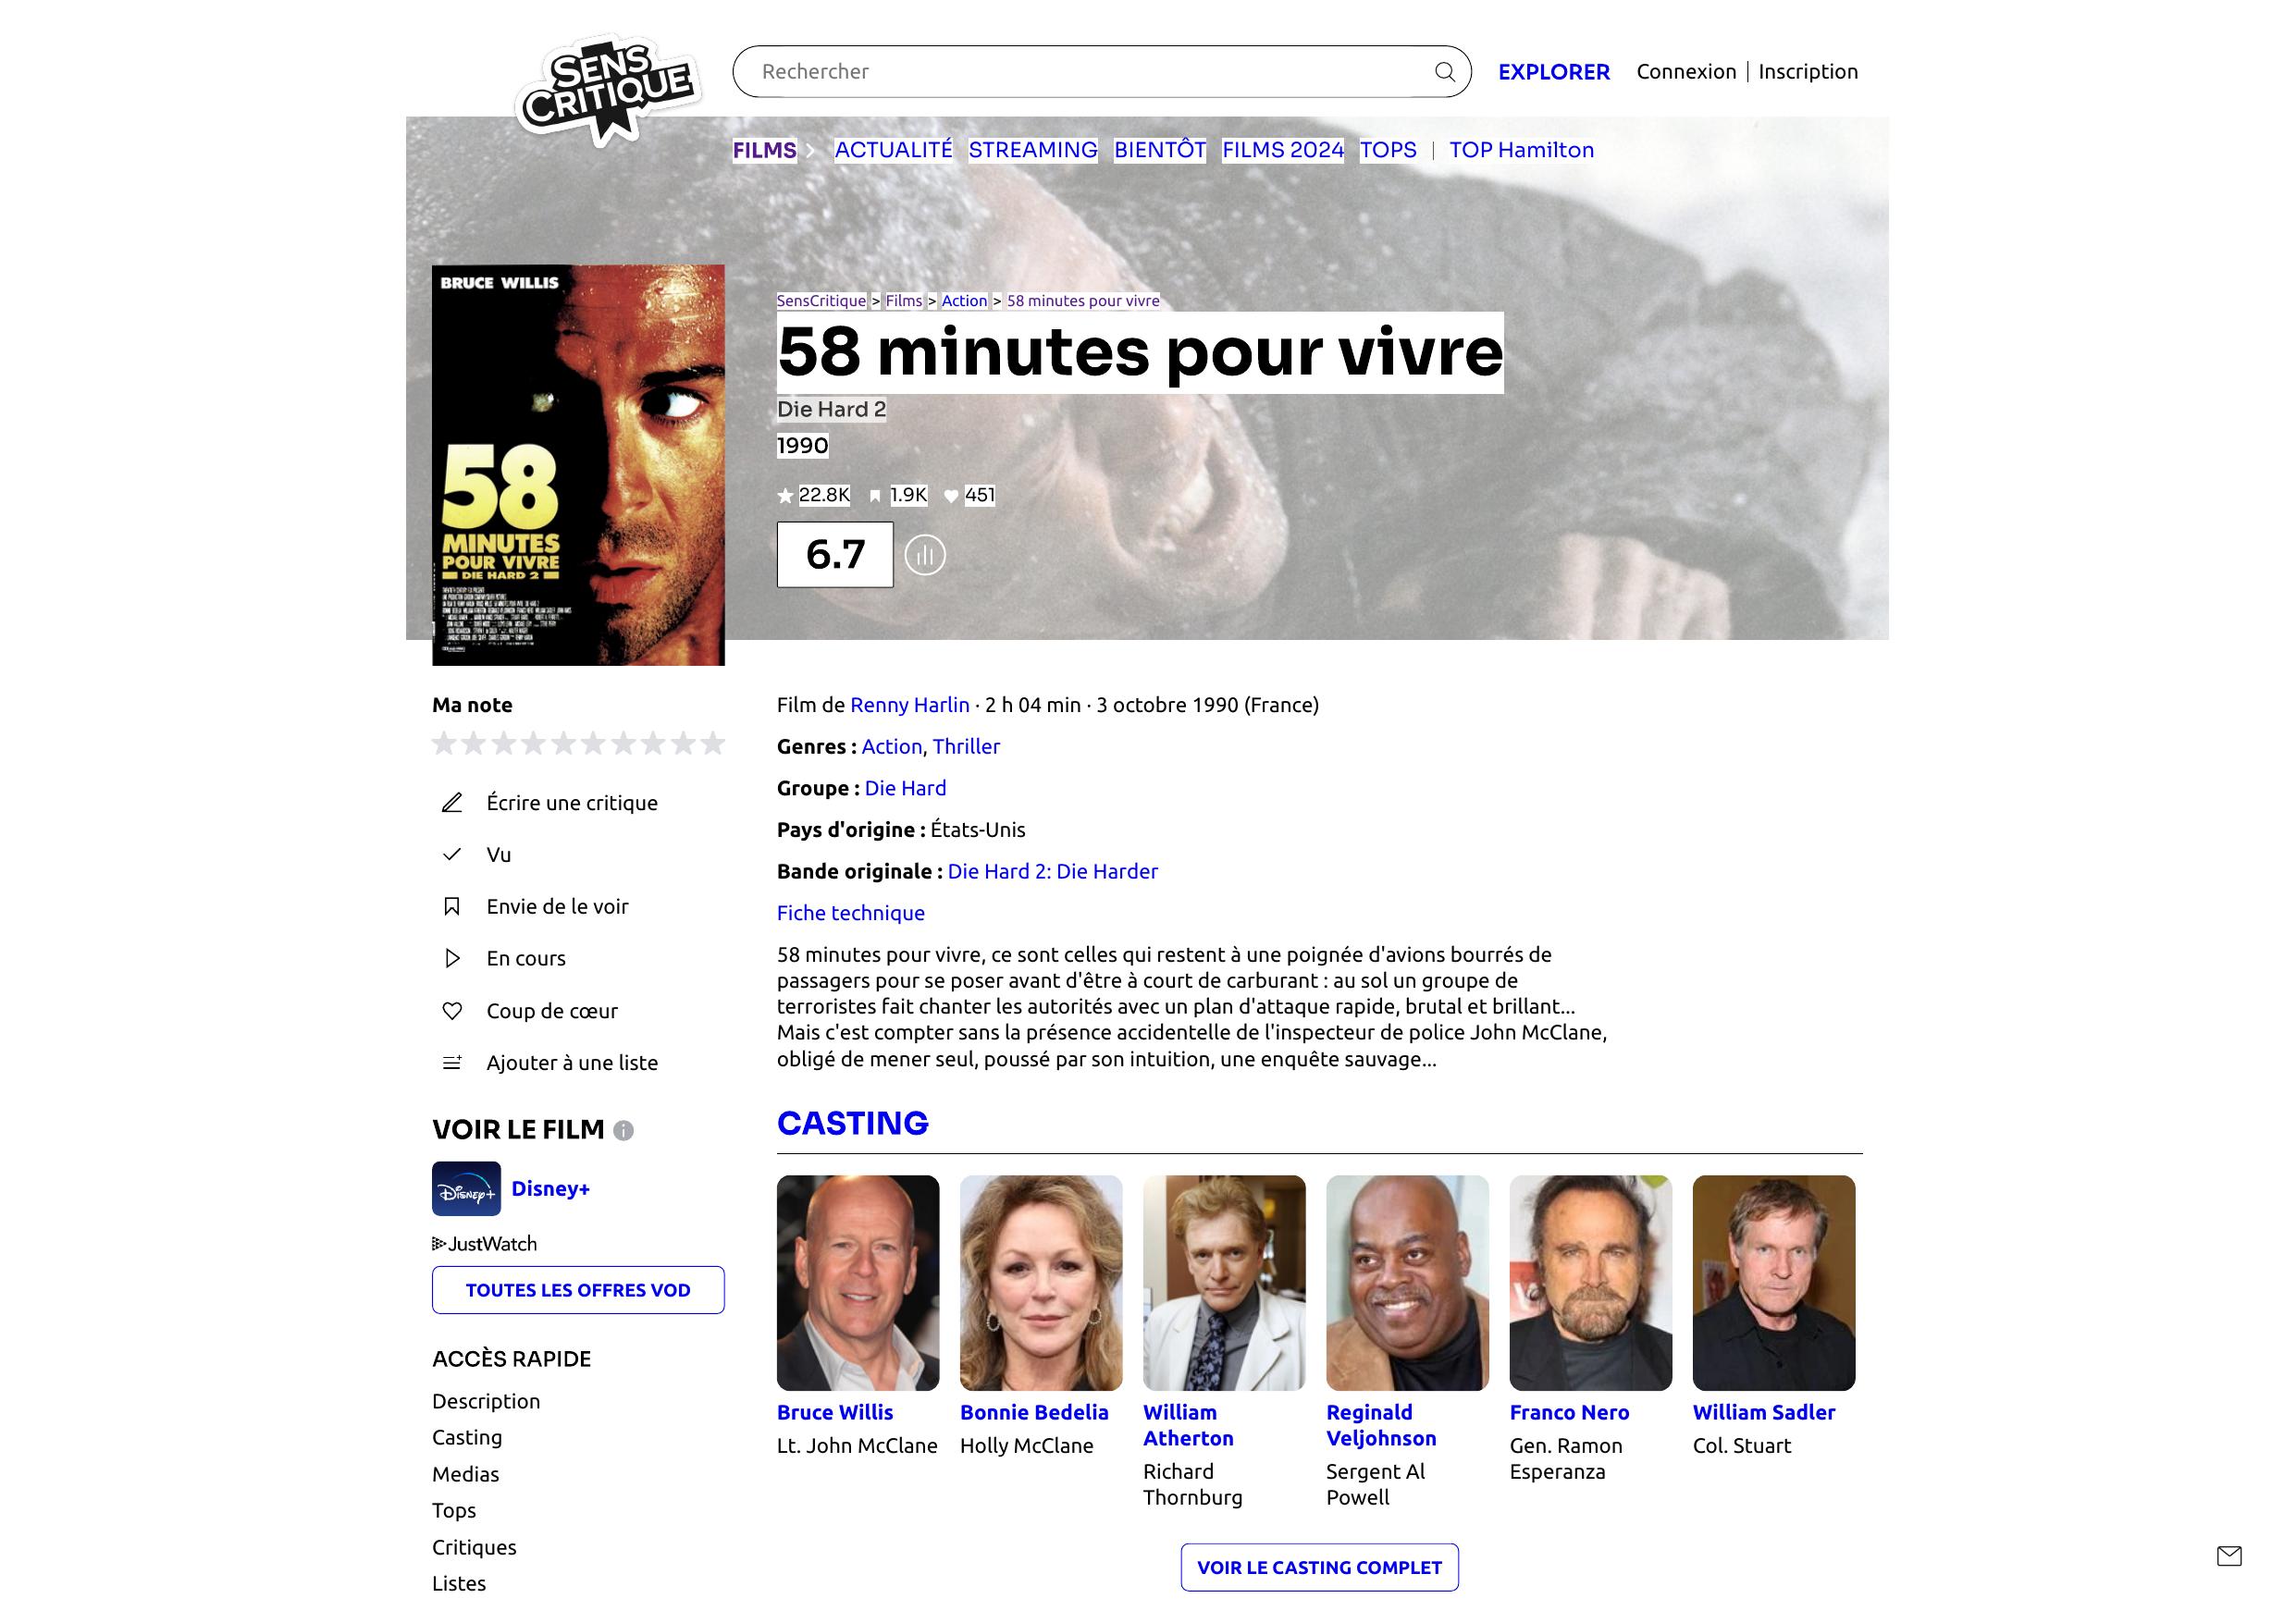 SENS
CRITIQUE
Rechercher
EXPLORER
Connexion | Inscription
FILMS
ACTUALITÉ
STREAMING
BIENTÔT
FILMS 2024
TOPS
|
TOP Hamilton
SensCritique > Films > Action > 58 minutes pour vivre
58 minutes pour vivre
Die Hard 2
1990
22.8K
1.9K
451
6.7
BRUCE WILLIS
58
MINUTES
POUR VIVRE
DIE HARD 2
Ma note
Écrire une critique
Vu
Envie de le voir
En cours
Coup de cœur
Ajouter à une liste
VOIR LE FILM
Disney+
Disney+
JustWatch
TOUTES LES OFFRES VOD
ACCÈS RAPIDE
Description
Casting
Medias
Tops
Critiques
Listes
Film de Renny Harlin · 2 h 04 min · 3 octobre 1990 (France)
Genres : Action, Thriller
Groupe : Die Hard
Pays d'origine : États-Unis
Bande originale : Die Hard 2: Die Harder
Fiche technique
58 minutes pour vivre, ce sont celles qui restent à une poignée d'avions bourrés de
passagers pour se poser avant d'être à court de carburant : au sol un groupe de
terroristes fait chanter les autorités avec un plan d'attaque rapide, brutal et brillant...
Mais c'est compter sans la présence accidentelle de l'inspecteur de police John McClane,
obligé de mener seul, poussé par son intuition, une enquête sauvage...
CASTING
Bruce Willis
Lt. John McClane
Bonnie Bedelia
Holly McClane
William
Atherton
Richard
Thornburg
Reginald
Veljohnson
Sergent Al
Powell
Franco Nero
Gen. Ramon
Esperanza
William Sadler
Col. Stuart
VOIR LE CASTING COMPLET